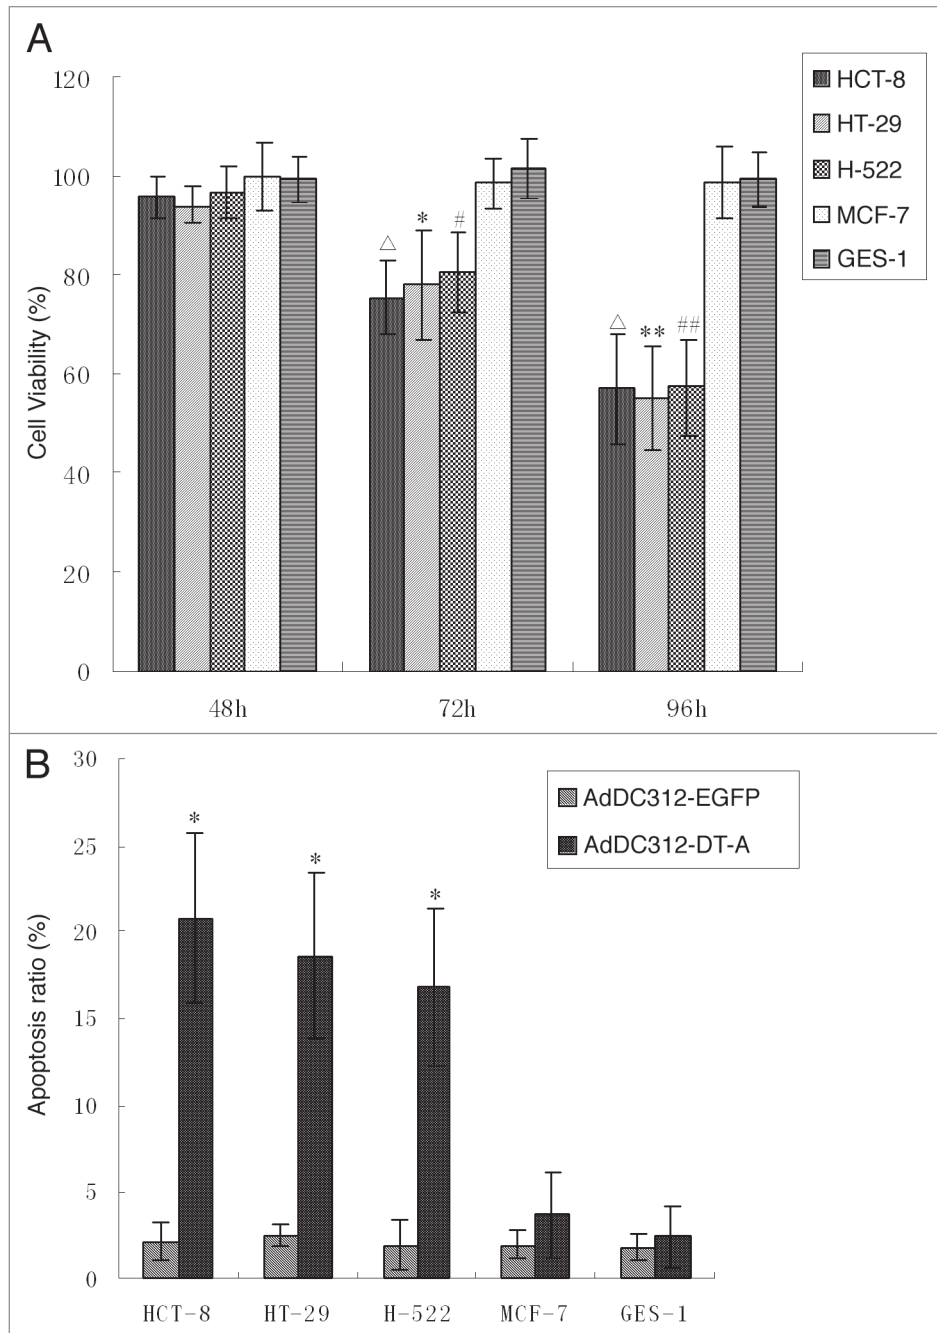 A
120
100
80
60
40
20
0
Cell Viability (%)
HCT-8
HT-29
H-522
MCF-7
GES-1
△
*
#
△
**
##
48h 72h 96h
B
30
25
20
15
10
5
0
Apoptosis ratio (%)
AdDC312-EGFP
AdDC312-DT-A
*
*
*
HCT-8 HT-29 H-522 MCF-7 GES-1